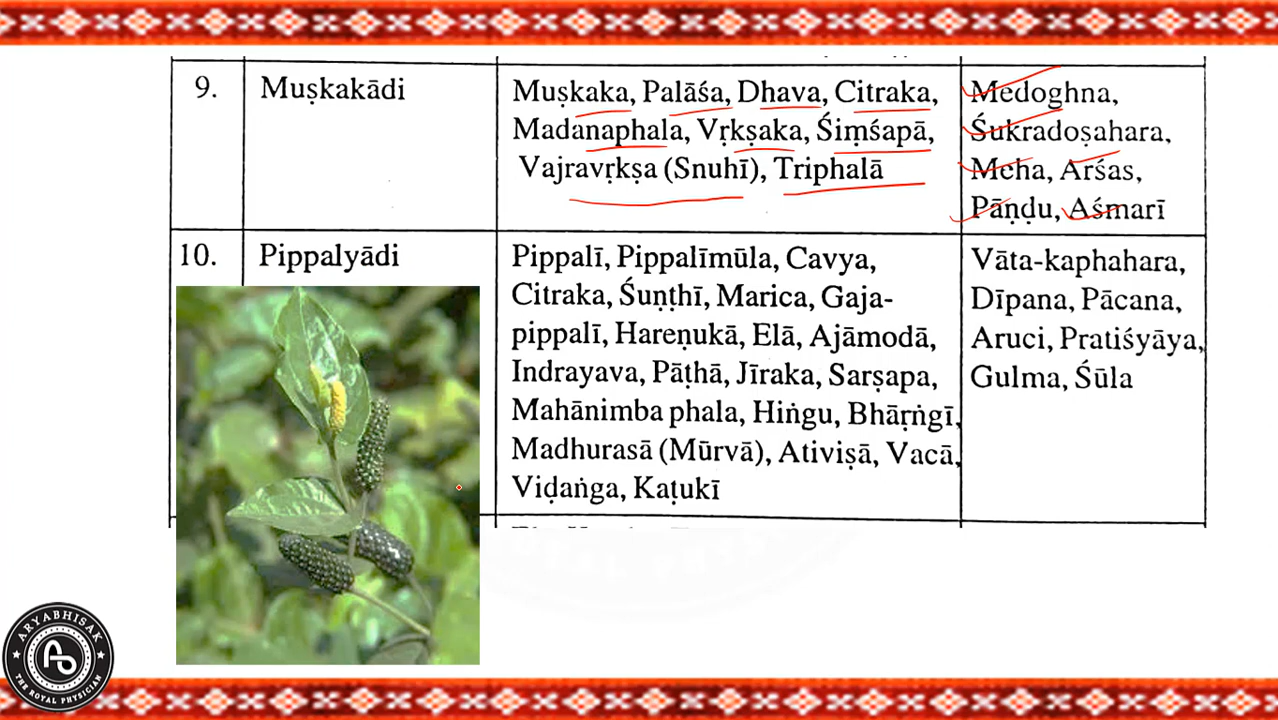 9.
Muṣkakādi
Muṣkaka, Palāśa, Dhava, Citraka,
Madanaphala, Vṛkṣaka, Śiṃśapā,
Vajravṛkṣa (Snuhī), Triphalā
Medoghna,
Śukradoṣahara,
Meha, Arśas,
Pāṇḍu, Aśmarī
10.
Pippalyādi
Pippalī, Pippalīmūla, Cavya,
Citraka, Śuṇṭhī, Marica, Gaja-
pippalī, Hareṇukā, Elā, Ajāmodā,
Indrayava, Pāṭhā, Jīraka, Sarṣapa,
Mahānimba phala, Hiṅgu, Bhārṅgī,
Madhurasā (Mūrvā), Ativiṣā, Vacā,
Viḍaṅga, Kaṭukī
Vāta-kaphahara,
Dīpana, Pācana,
Aruci, Pratiśyāya,
Gulma, Śūla
ARYABHISAK
THE ROYAL PHYSICIAN